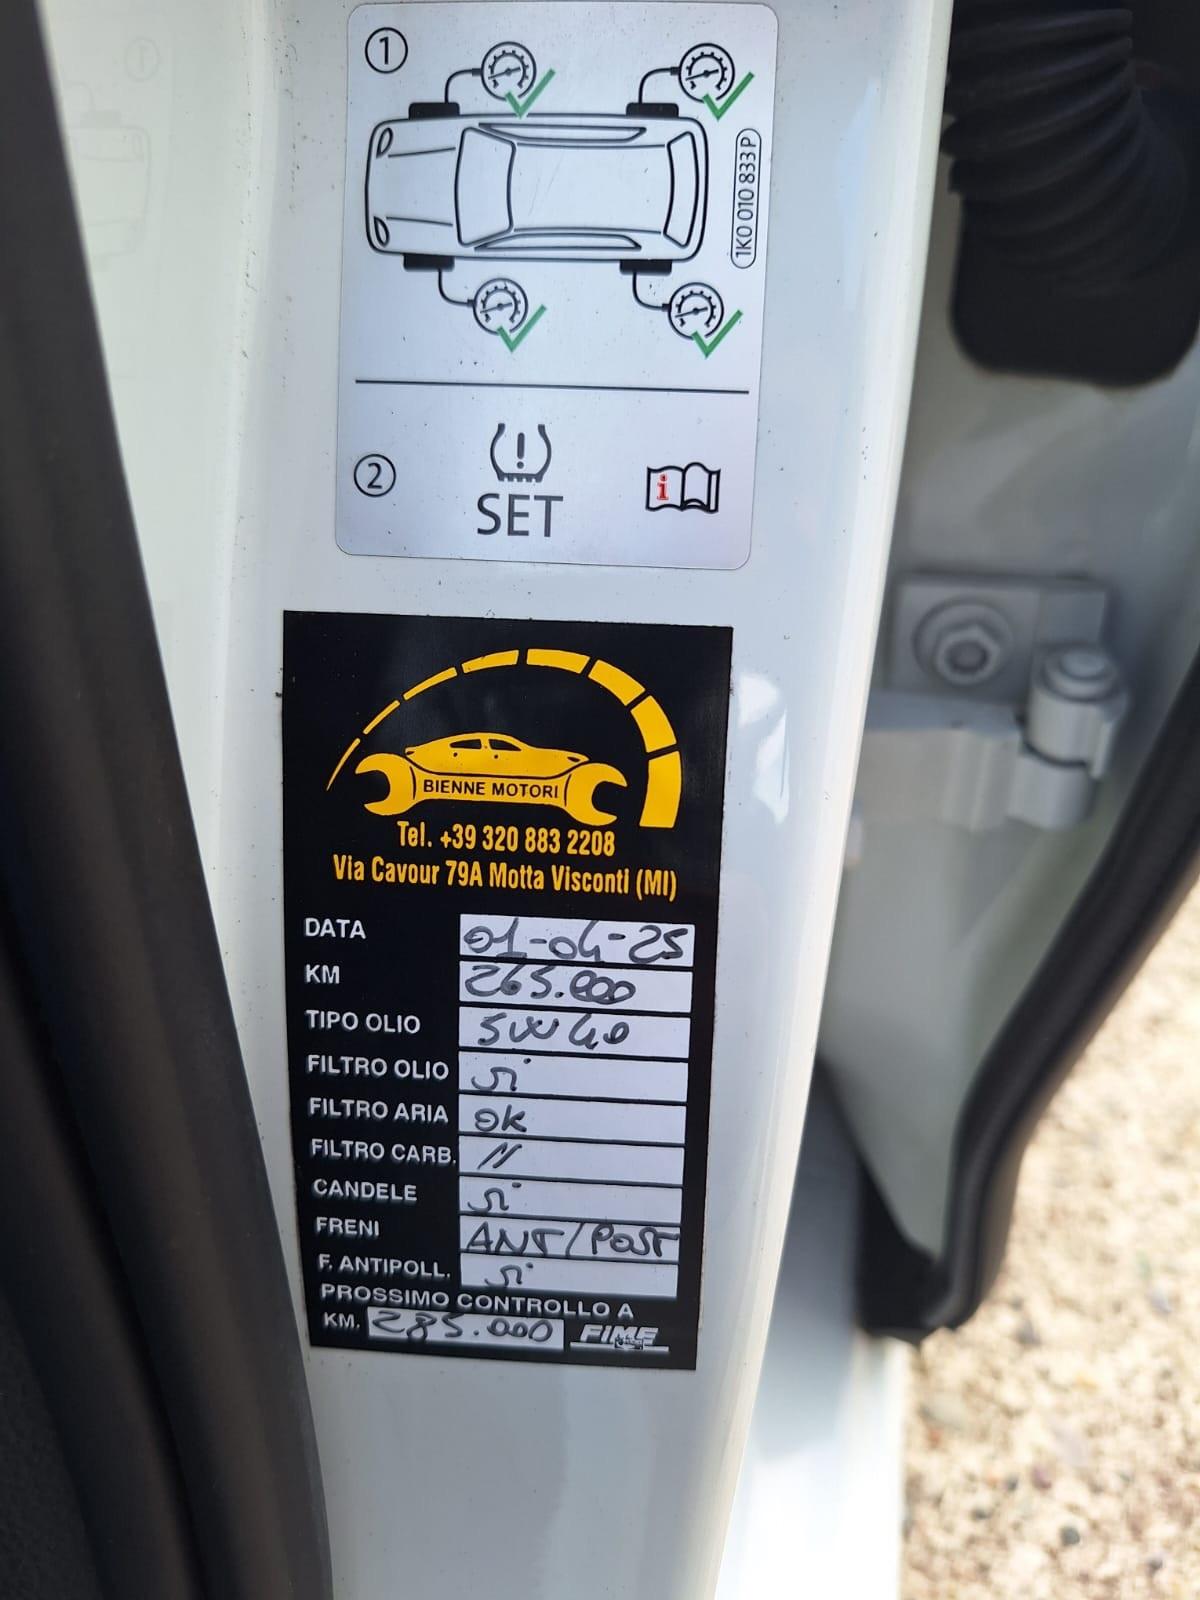 1
1K0 010 833 P
2
SET
i
BIENNE MOTORI
Tel. +39 320 883 2208
Via Cavour 79A Motta Visconti (MI)
DATA 01-04-25
KM 265.000
TIPO OLIO 5W40
FILTRO OLIO si
FILTRO ARIA OK
FILTRO CARB. //
CANDELE si
FRENI ANT/POST
F. ANTIPOLL. si
PROSSIMO CONTROLLO A
KM. 285.000 FIME